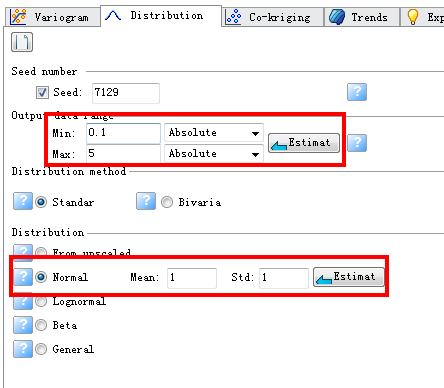 Variogram Distribution Co-kriging Trends Exp
Seed number
Seed: 7129 ?
Output data range
Min: 0.1 Absolute Estimat ?
Max: 5 Absolute
Distribution method
? Standar ? Bivaria
Distribution
? From upscaled
? Normal Mean: 1 Std: 1 Estimat
? Lognormal
? Beta
? General